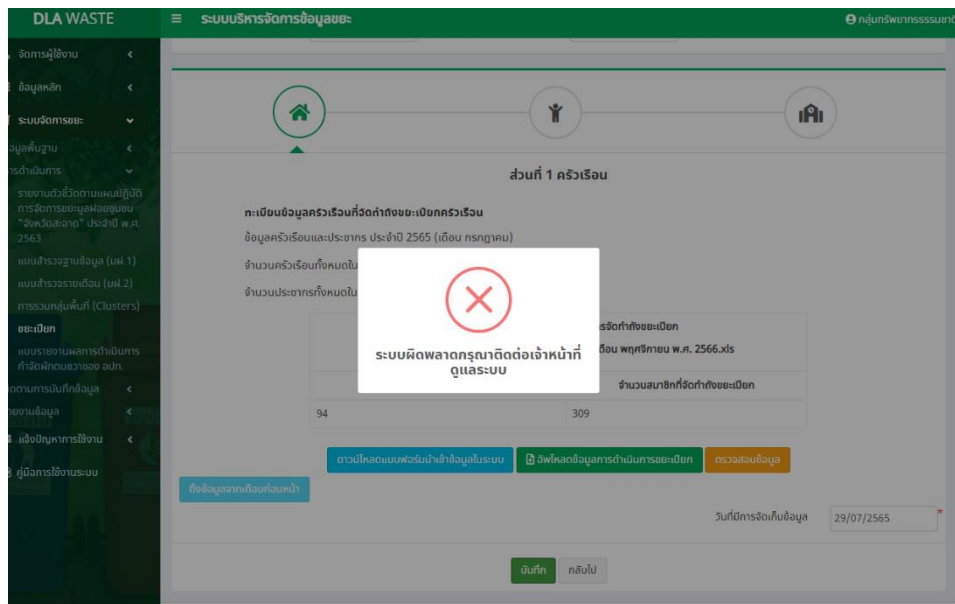 DLA WASTE
ระบบบริหารจัดการข้อมูลขยะ
กลุ่มทรัพยากรธรรมชาติ
จัดการผู้ใช้งาน
ข้อมูลหลัก
ระบบจัดการขยะ
อมูลพื้นฐาน
ารดำเนินการ
รายงานตัวชี้วัดตามแผนปฏิบัติ
การจัดการขยะมูลฝอยชุมชน
"จังหวัดสะอาด" ประจำปี พ.ศ.
2563
แบบสำรวจฐานข้อมูล (มฝ.1)
แบบสำรวจรายเดือน (มฝ.2)
การรวมกลุ่มพื้นที่ (Clusters)
ขยะเปียก
แบบรายงานผลการดำเนินการ
กำจัดผักตบชวาของ อปท.
ดตามการบันทึกข้อมูล
ายงานข้อมูล
แจ้งปัญหาการใช้งาน
คู่มือการใช้งานระบบ
ส่วนที่ 1 ครัวเรือน
ทะเบียนข้อมูลครัวเรือนที่จัดทำถังขยะเปียกครัวเรือน
ข้อมูลครัวเรือนและประชากร ประจำปี 2565 (เดือน กรกฎาคม)
จำนวนครัวเรือนทั้งหมดใน
จำนวนประชากรทั้งหมดใน
ระบบผิดพลาดกรุณาติดต่อเจ้าหน้าที่
ดูแลระบบ
รจัดทำถังขยะเปียก
ดือน พฤศจิกายน พ.ศ. 2566.xls
จำนวนสมาชิกที่จัดทำถังขยะเปียก
94 309
ดาวน์โหลดแบบฟอร์มนำเข้าข้อมูลในระบบ อัพโหลดข้อมูลการดำเนินการขยะเปียก ตรวจสอบข้อมูล
ดึงข้อมูลจากเดือนก่อนหน้า
วันที่มีการจัดเก็บข้อมูล 29/07/2565 *
บันทึก กลับไป